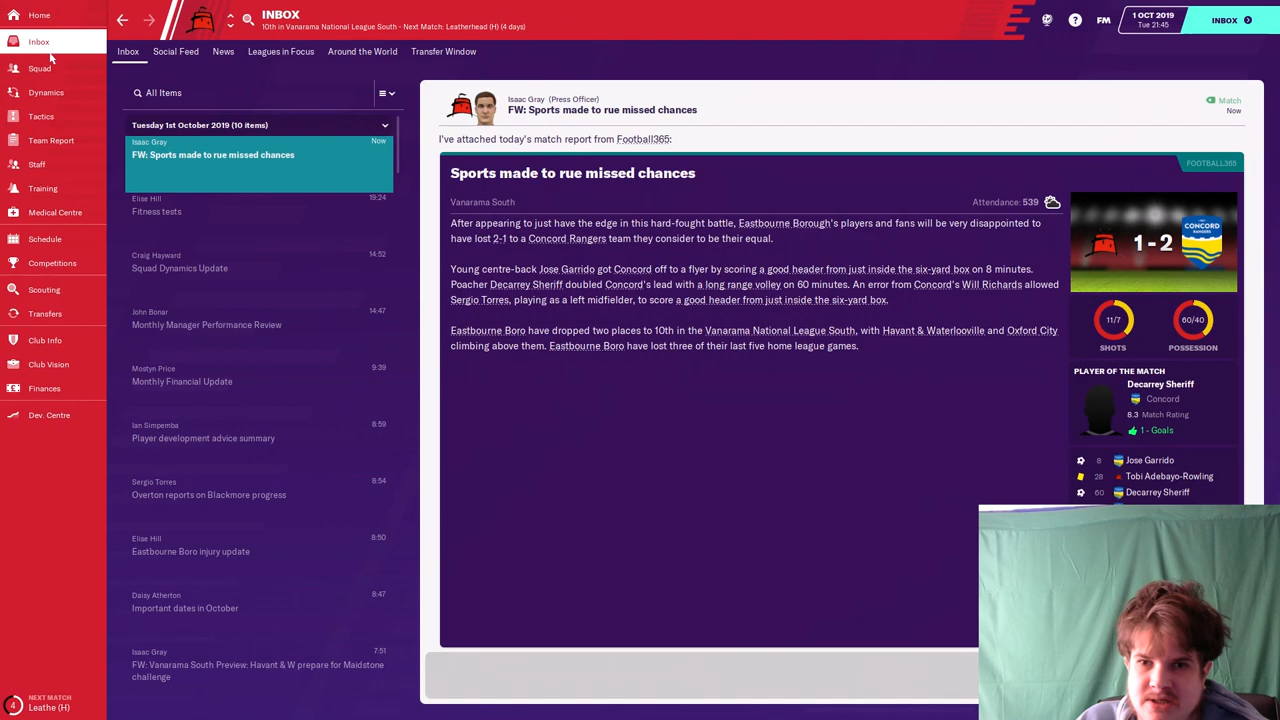 Home
INBOX
10th in Vanarama National League South - Next Match: Leatherhead (H) (4 days)
FM
1 OCT 2019
Tue 21:45
INBOX
Inbox
Squad
Dynamics
Tactics
Team Report
Staff
Training
Medical Centre
Schedule
Competitions
Scouting
Transfers
Club Info
Club Vision
Finances
Dev. Centre
4
NEXT MATCH
Leathe (H)
Inbox Social Feed News Leagues in Focus Around the World Transfer Window
All Items
Tuesday 1st October 2019 (10 items)
Isaac Gray Now
FW: Sports made to rue missed chances
Elise Hill 19:24
Fitness tests
Craig Hayward 14:52
Squad Dynamics Update
John Bonar 14:47
Monthly Manager Performance Review
Mostyn Price 9:39
Monthly Financial Update
Ian Simpemba 8:59
Player development advice summary
Sergio Torres 8:54
Overton reports on Blackmore progress
Elise Hill 8:50
Eastbourne Boro injury update
Daisy Atherton 8:47
Important dates in October
Isaac Gray 7:51
FW: Vanarama South Preview: Havant & W prepare for Maidstone
challenge
Isaac Gray (Press Officer)
FW: Sports made to rue missed chances
Match
Now
I've attached today's match report from Football365:
FOOTBALL365
Sports made to rue missed chances
Vanarama South Attendance: 539
After appearing to just have the edge in this hard-fought battle, Eastbourne Borough's players and fans will be very disappointed to
have lost 2-1 to a Concord Rangers team they consider to be their equal.
Young centre-back Jose Garrido got Concord off to a flyer by scoring a good header from just inside the six-yard box on 8 minutes.
Poacher Decarrey Sheriff doubled Concord's lead with a long range volley on 60 minutes. An error from Concord's Will Richards allowed
Sergio Torres, playing as a left midfielder, to score a good header from just inside the six-yard box.
Eastbourne Boro have dropped two places to 10th in the Vanarama National League South, with Havant & Waterlooville and Oxford City
climbing above them. Eastbourne Boro have lost three of their last five home league games.
1 - 2
CONCORD
RANGERS
11/7 60/40
SHOTS POSSESSION
PLAYER OF THE MATCH
Decarrey Sheriff
Concord
8.3 Match Rating
1 - Goals
8 Jose Garrido
28 Tobi Adebayo-Rowling
60 Decarrey Sheriff